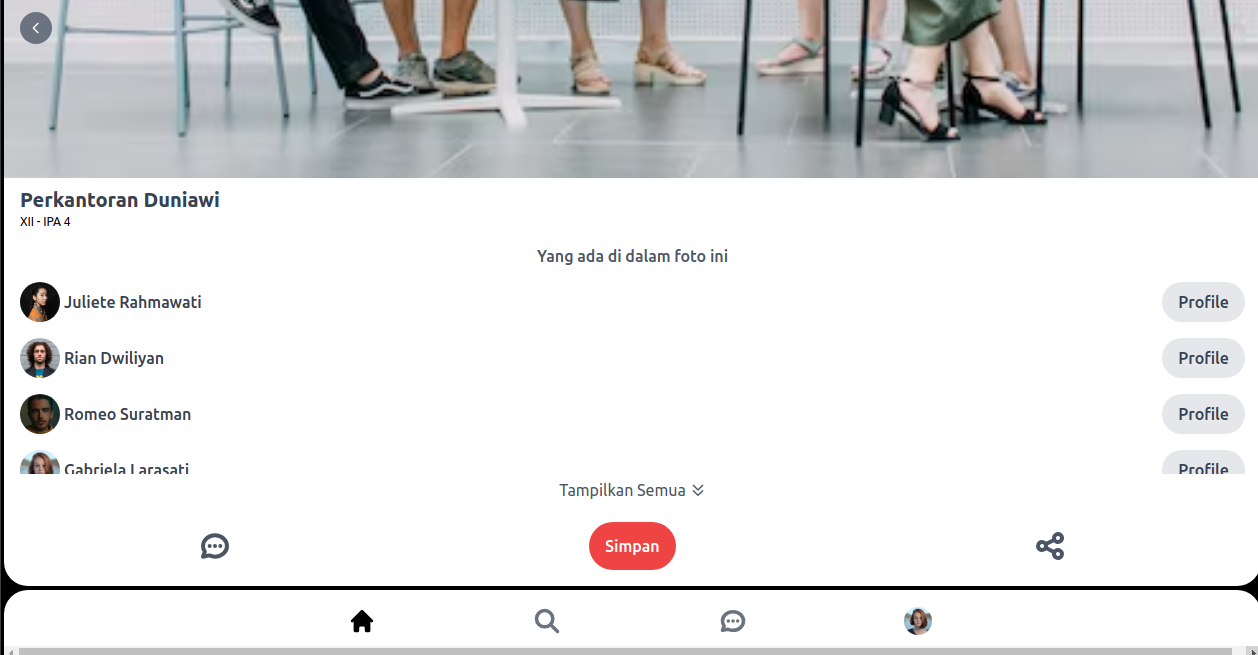 Perkantoran Duniawi
XII - IPA 4
Yang ada di dalam foto ini
Juliete Rahmawati
Profile
Rian Dwiliyan
Profile
Romeo Suratman
Profile
Gabriela Larasati
Profile
Tampilkan Semua
Simpan